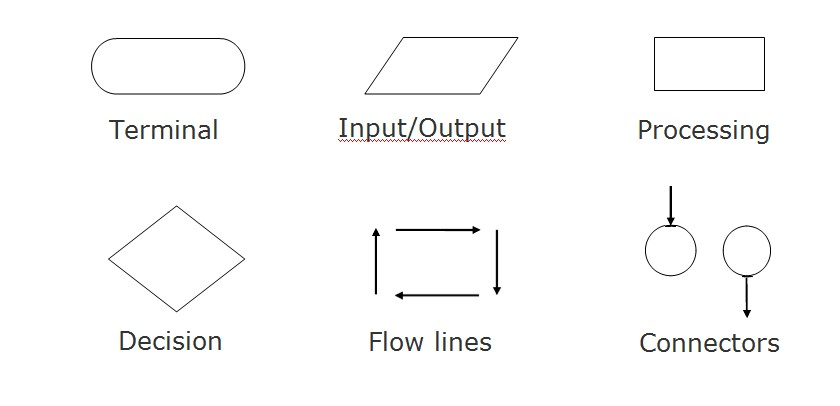 Terminal
Input/Output
Processing
Decision
Flow lines
Connectors